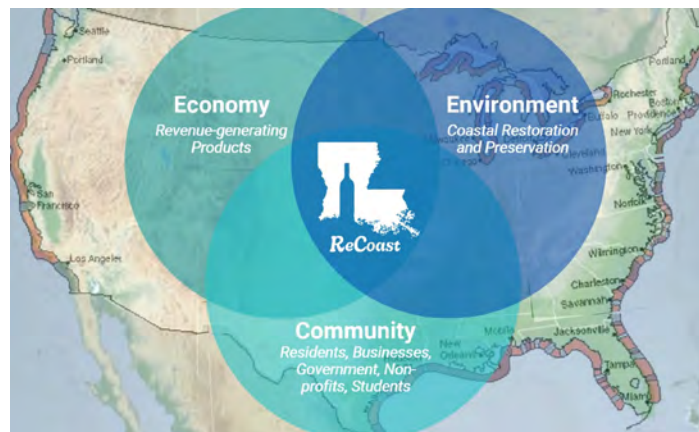 Seattle
Portland
Portland
Economy
Revenue-generating
Products
Environment
Coastal Restoration
and Preservation
Rochester
Boston
Buffalo
Providence
New York
Cleveland
Washington
San
Francisco
Norfolk
ReCoast
Los Angeles
Wilmington
Charleston
Savannah
Community
Residents, Businesses,
Government, Non-
profits, Students
Mobile
Jacksonville
New
Orleans
Tampa
Miami